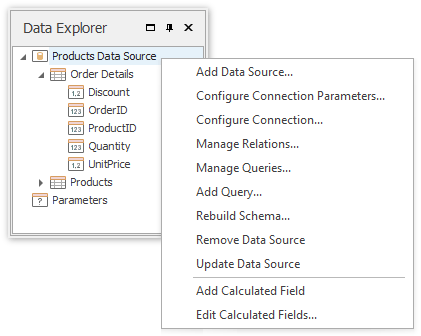 Data Explorer
Products Data Source
Order Details
1.2 Discount
123 OrderID
123 ProductID
123 Quantity
1.2 UnitPrice
Products
? Parameters
Add Data Source...
Configure Connection Parameters...
Configure Connection...
Manage Relations...
Manage Queries...
Add Query...
Rebuild Schema...
Remove Data Source
Update Data Source
Add Calculated Field
Edit Calculated Fields...